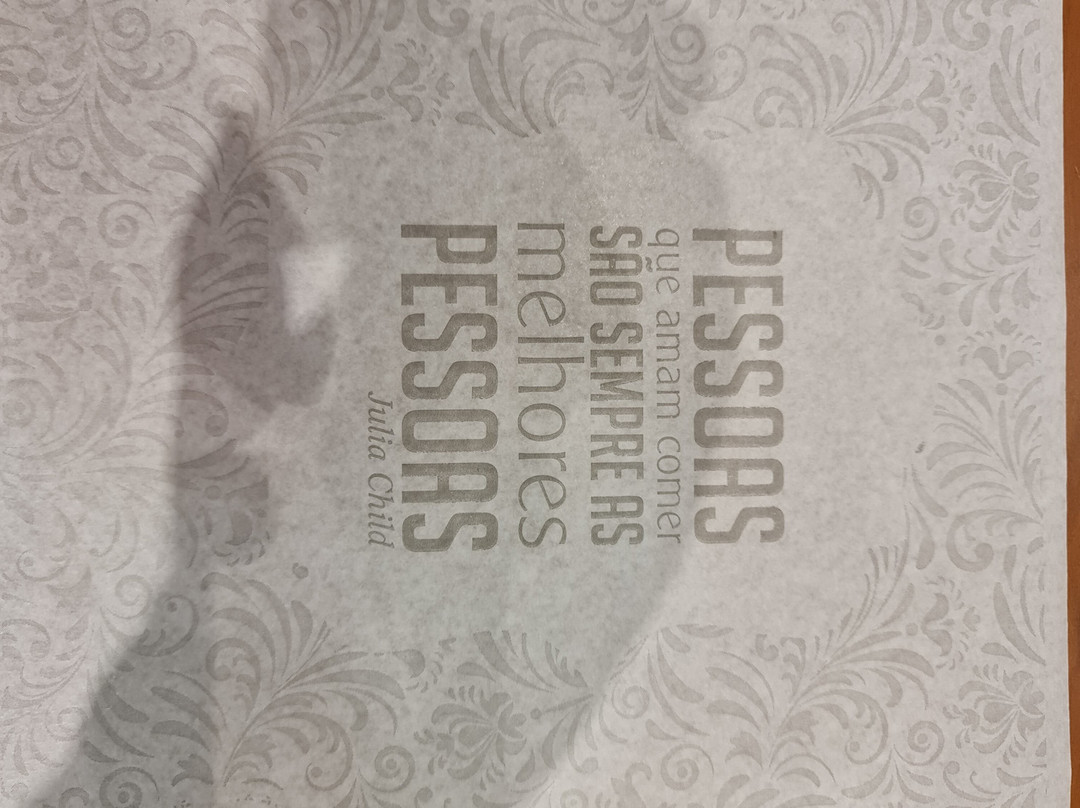 PESSOAS
que amam comer
SÃO SEMPRE AS
melhores
PESSOAS
Julia Child